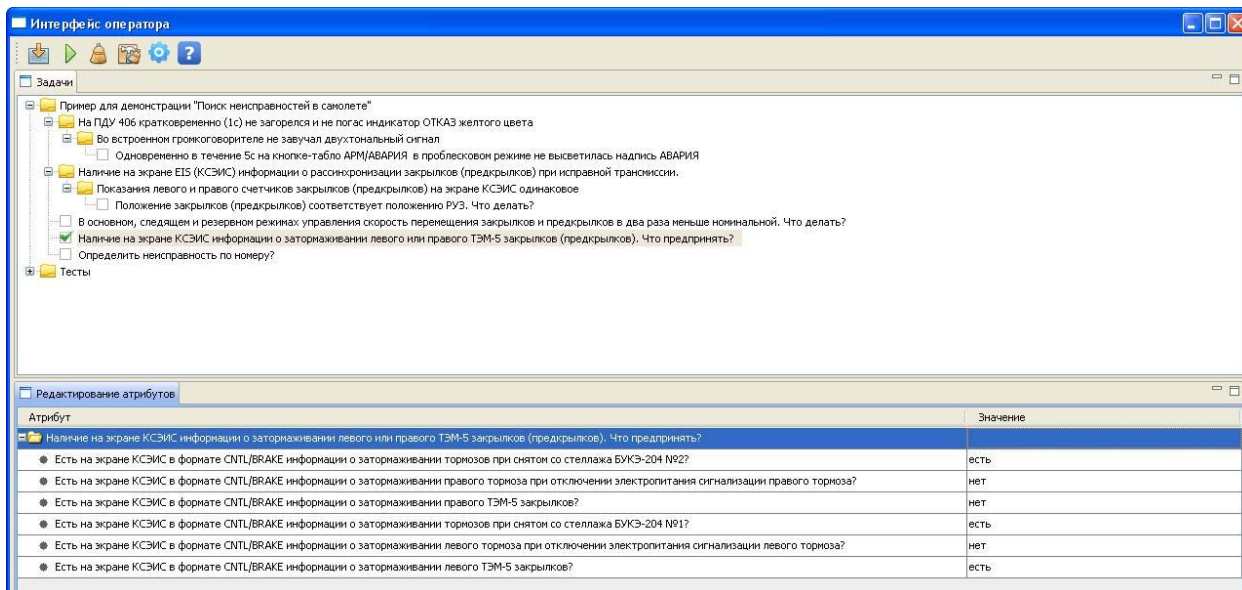 Интерфейс оператора
?
Задачи
Пример для демонстрации "Поиск неисправностей в самолете"
На ПДУ 406 кратковременно (1с) не загорелся и не погас индикатор ОТКАЗ желтого цвета
Во встроенном громкоговорителе не завучал двухтональный сигнал
Одновременно в течение 5с на кнопке-табло АРМ/АВАРИЯ в проблесковом режиме не высветилась надпись АВАРИЯ
Наличие на экране EIS (КСЭИС) информации о рассинхронизации закрылков (предкрылков) при исправной трансмиссии.
Показания левого и правого счетчиков закрылков (предкрылков) на экране КСЭИС одинаковое
Положение закрылков (предкрылков) соответствует положению РУЗ. Что делать?
В основном, следящем и резервном режимах управления скорость перемещения закрылков и предкрылков в два раза меньше номинальной. Что делать?
Наличие на экране КСЭИС информации о затормаживании левого или правого ТЭМ-5 закрылков (предкрылков). Что предпринять?
Определить неисправность по номеру?
Тесты
Редактирование атрибутов
Атрибут Значение
Наличие на экране КСЭИС информации о затормаживании левого или правого ТЭМ-5 закрылков (предкрылков). Что предпринять?
Есть на экране КСЭИС в формате CNTL/BRAKE информации о затормаживании тормозов при снятом со стеллажа БУКЭ-204 №2? есть
Есть на экране КСЭИС в формате CNTL/BRAKE информации о затормаживании правого тормоза при отключении электропитания сигнализации правого тормоза? нет
Есть на экране КСЭИС в формате CNTL/BRAKE информации о затормаживании правого ТЭМ-5 закрылков? нет
Есть на экране КСЭИС в формате CNTL/BRAKE информации о затормаживании тормозов при снятом со стеллажа БУКЭ-204 №1? есть
Есть на экране КСЭИС в формате CNTL/BRAKE информации о затормаживании левого тормоза при отключении электропитания сигнализации левого тормоза? нет
Есть на экране КСЭИС в формате CNTL/BRAKE информации о затормаживании левого ТЭМ-5 закрылков? есть